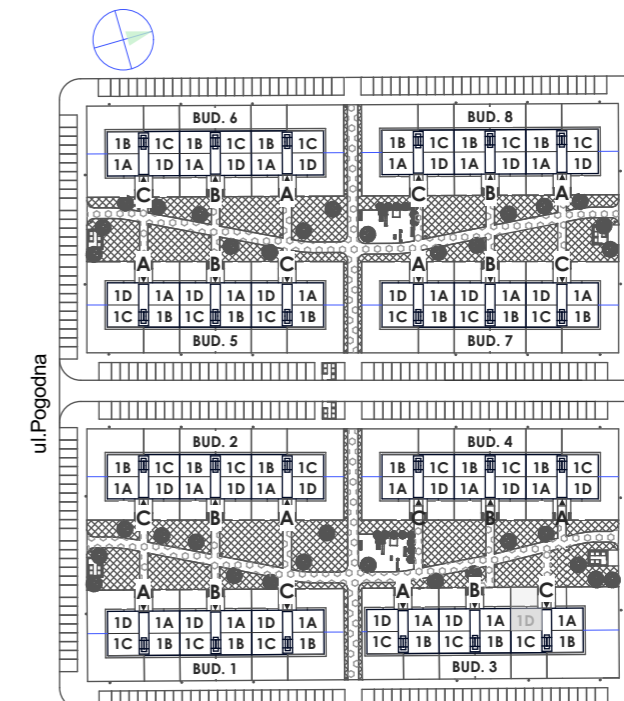 BUD. 6 BUD. 8
1B 1C 1B 1C 1B 1C 1B 1C 1B 1C 1B 1C
1A 1D 1A 1D 1A 1D 1A 1D 1A 1D 1A 1D
C B A C B A
A B C A B C
1D 1A 1D 1A 1D 1A 1D 1A 1D 1A 1D 1A
1C 1B 1C 1B 1C 1B 1C 1B 1C 1B 1C 1B
BUD. 5 BUD. 7
ul.Pogodna
BUD. 2 BUD. 4
1B 1C 1B 1C 1B 1C 1B 1C 1B 1C 1B 1C
1A 1D 1A 1D 1A 1D 1A 1D 1A 1D 1A 1D
C B A C B A
A B C A B C
1D 1A 1D 1A 1D 1A 1D 1A 1D 1A 1D 1A
1C 1B 1C 1B 1C 1B 1C 1B 1C 1B 1C 1B
BUD. 1 BUD. 3